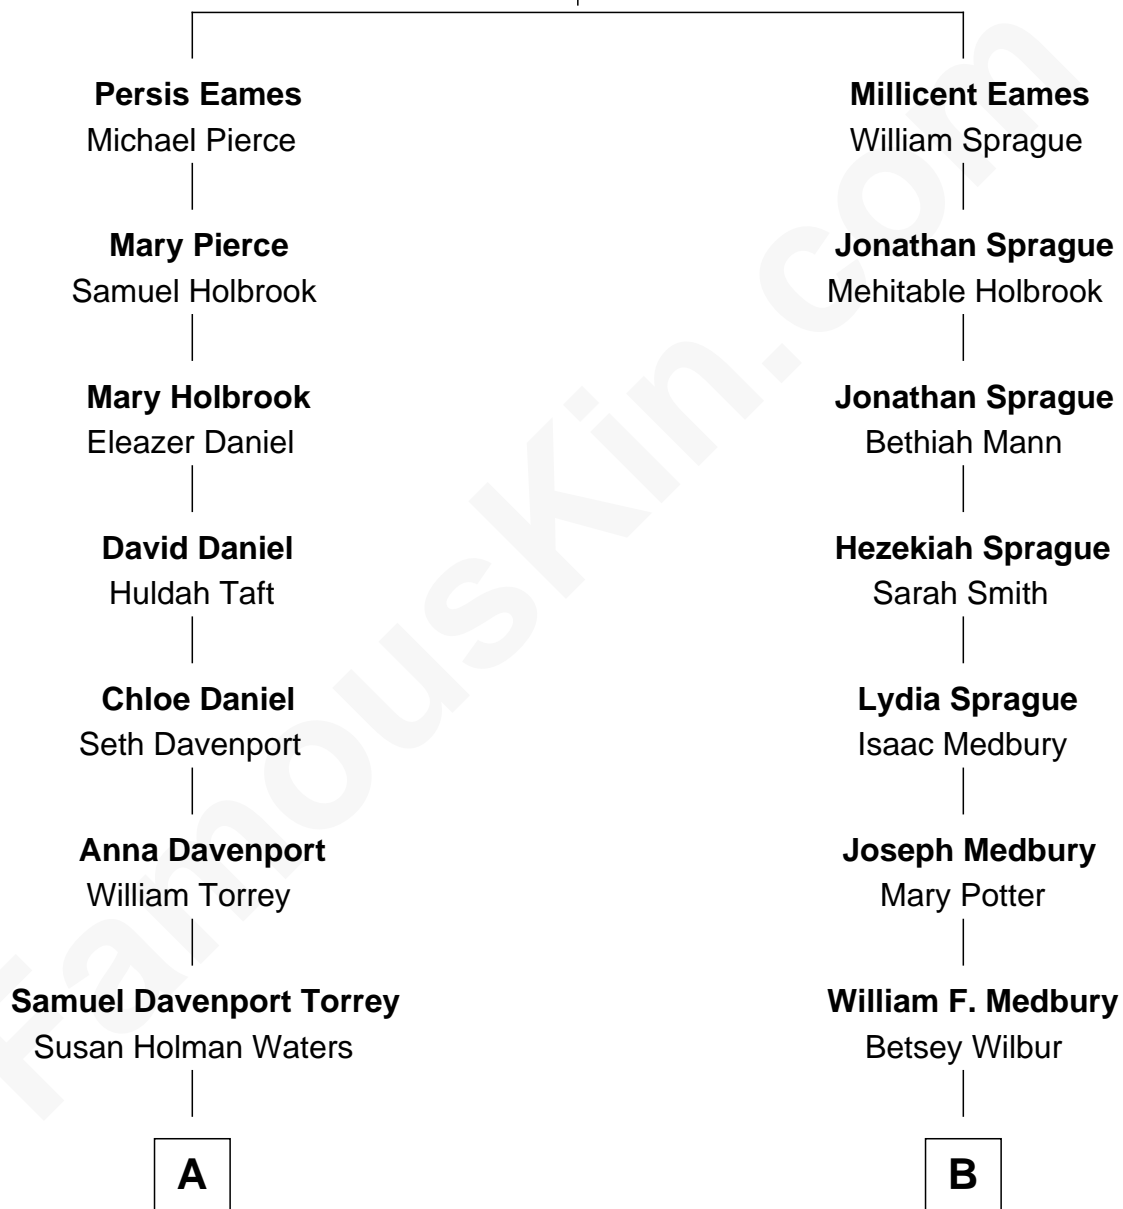 Persis Eames
Michael Pierce
Mary Pierce
Samuel Holbrook
Mary Holbrook
Eleazer Daniel
David Daniel
Huldah Taft
Chloe Daniel
Seth Davenport
Anna Davenport
William Torrey
Samuel Davenport Torrey
Susan Holman Waters
A
Millicent Eames
William Sprague
Jonathan Sprague
Mehitable Holbrook
Jonathan Sprague
Bethiah Mann
Hezekiah Sprague
Sarah Smith
Lydia Sprague
Isaac Medbury
Joseph Medbury
Mary Potter
William F. Medbury
Betsey Wilbur
B
FamousKin.com